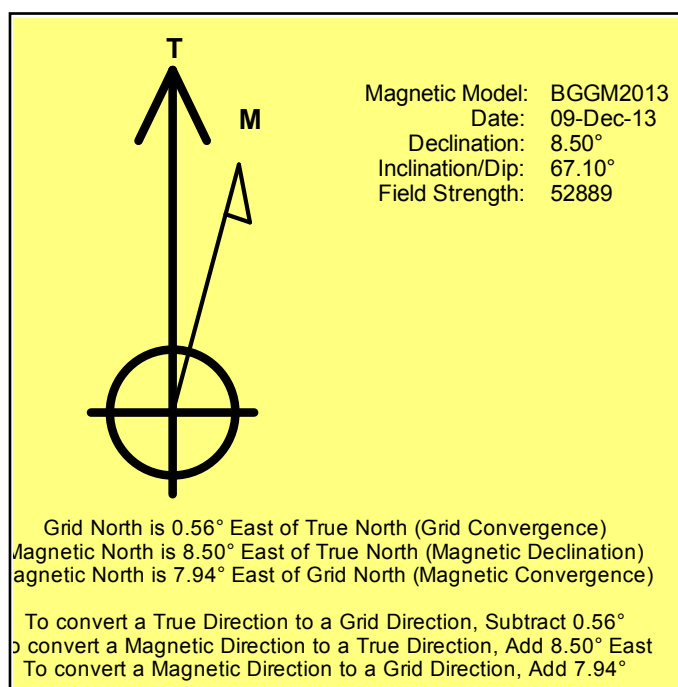 T
M
Magnetic Model: BGGM2013
Date: 09-Dec-13
Declination: 8.50°
Inclination/Dip: 67.10°
Field Strength: 52889
Grid North is 0.56° East of True North (Grid Convergence)
Magnetic North is 8.50° East of True North (Magnetic Declination)
agnetic North is 7.94° East of Grid North (Magnetic Convergence)
To convert a True Direction to a Grid Direction, Subtract 0.56°
o convert a Magnetic Direction to a True Direction, Add 8.50° East
To convert a Magnetic Direction to a Grid Direction, Add 7.94°